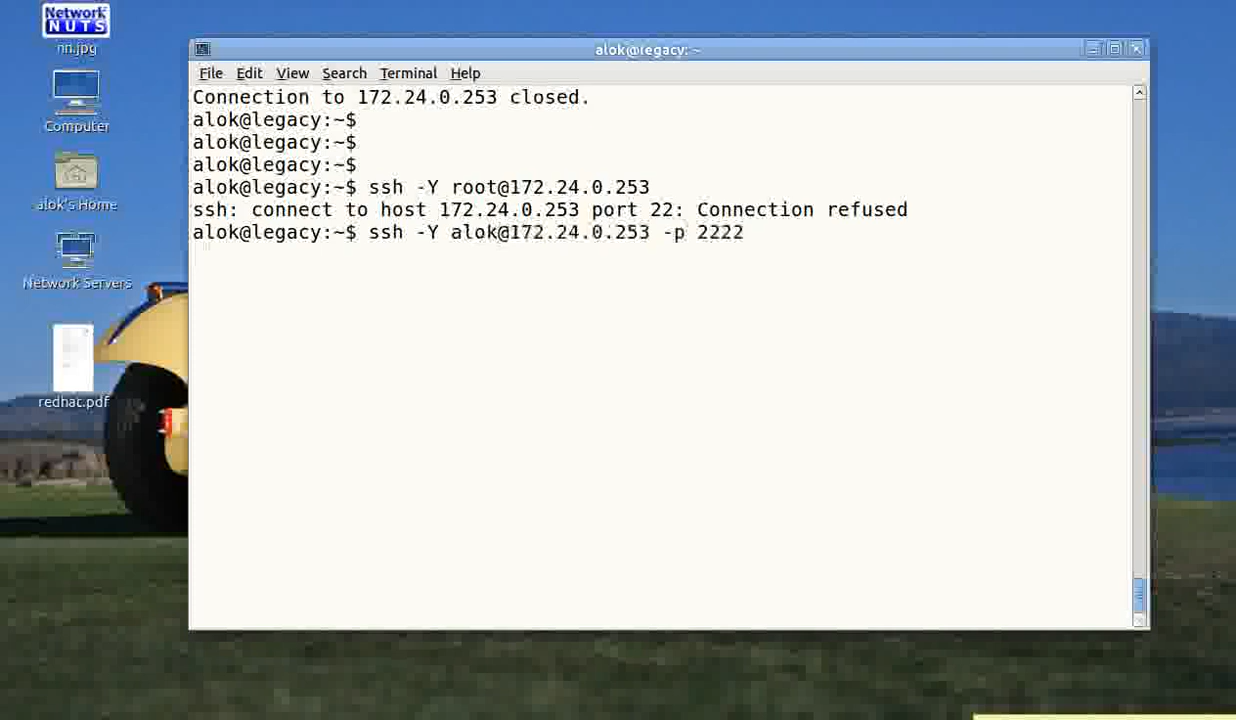 Network
NUTS
nn.jpg
Computer
alok's Home
Network Servers
redhat.pdf
alok@legacy: ~
File Edit View Search Terminal Help
Connection to 172.24.0.253 closed.
alok@legacy:~$
alok@legacy:~$
alok@legacy:~$
alok@legacy:~$ ssh -Y root@172.24.0.253
ssh: connect to host 172.24.0.253 port 22: Connection refused
alok@legacy:~$ ssh -Y alok@172.24.0.253 -p 2222